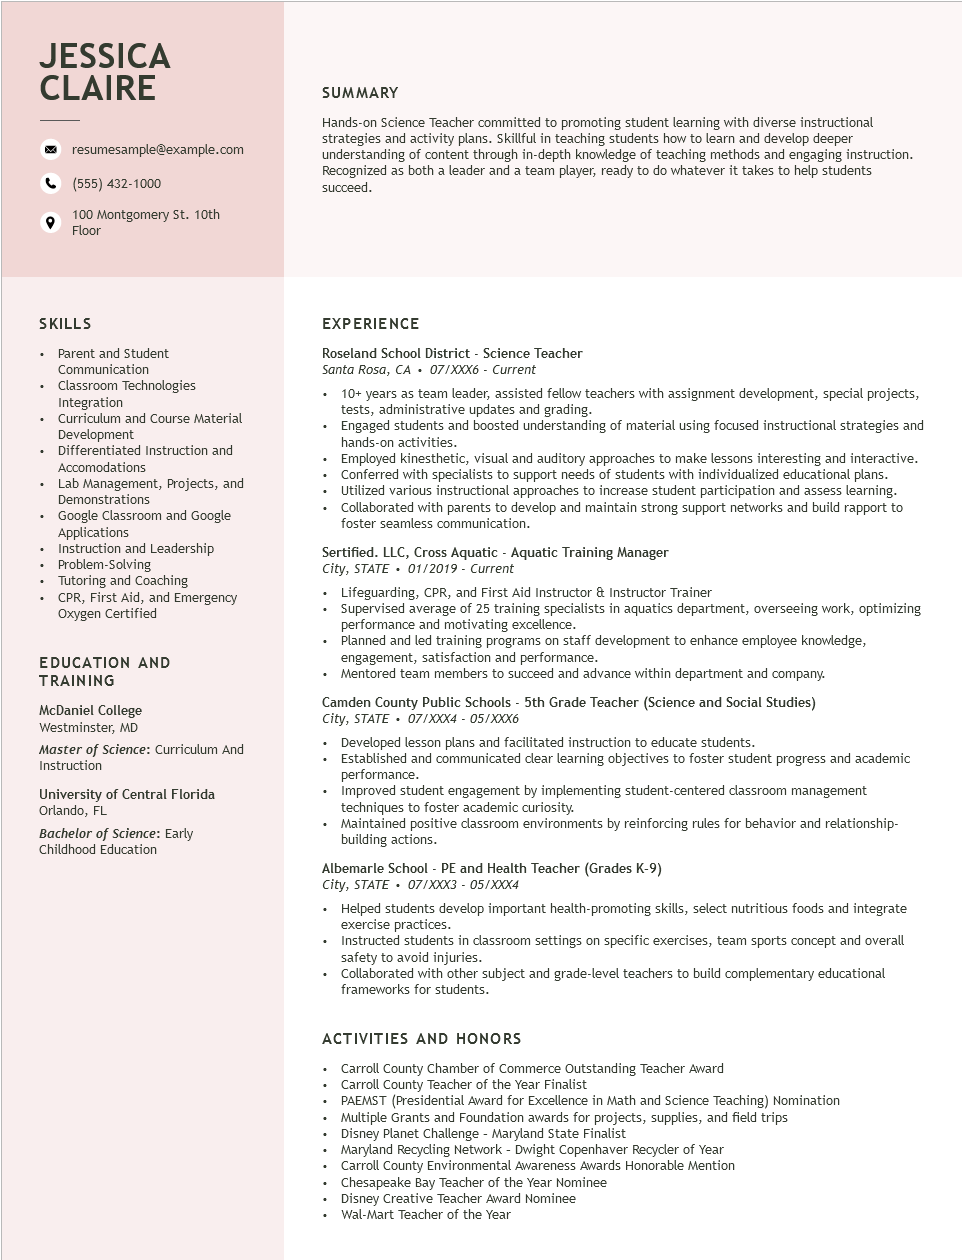 JESSICA
CLAIRE
resumesample@example.com
(555) 432-1000
100 Montgomery St. 10th
Floor
SUMMARY
Hands-on Science Teacher committed to promoting student learning with diverse instructional
strategies and activity plans. Skillful in teaching students how to learn and develop deeper
understanding of content through in-depth knowledge of teaching methods and engaging instruction.
Recognized as both a leader and a team player, ready to do whatever it takes to help students
succeed.
SKILLS
• Parent and Student
Communication
• Classroom Technologies
Integration
• Curriculum and Course Material
Development
• Differentiated Instruction and
Accomodations
• Lab Management, Projects, and
Demonstrations
• Google Classroom and Google
Applications
• Instruction and Leadership
• Problem-Solving
• Tutoring and Coaching
• CPR, First Aid, and Emergency
Oxygen Certified
EDUCATION AND
TRAINING
McDaniel College
Westminster, MD
Master of Science: Curriculum And
Instruction
University of Central Florida
Orlando, FL
Bachelor of Science: Early
Childhood Education
EXPERIENCE
Roseland School District - Science Teacher
Santa Rosa, CA • 07/XXX6 - Current
• 10+ years as team leader, assisted fellow teachers with assignment development, special projects,
tests, administrative updates and grading.
• Engaged students and boosted understanding of material using focused instructional strategies and
hands-on activities.
• Employed kinesthetic, visual and auditory approaches to make lessons interesting and interactive.
• Conferred with specialists to support needs of students with individualized educational plans.
• Utilized various instructional approaches to increase student participation and assess learning.
• Collaborated with parents to develop and maintain strong support networks and build rapport to
foster seamless communication.
Sertified. LLC, Cross Aquatic - Aquatic Training Manager
City, STATE • 01/2019 - Current
• Lifeguarding, CPR, and First Aid Instructor & Instructor Trainer
• Supervised average of 25 training specialists in aquatics department, overseeing work, optimizing
performance and motivating excellence.
• Planned and led training programs on staff development to enhance employee knowledge,
engagement, satisfaction and performance.
• Mentored team members to succeed and advance within department and company.
Camden County Public Schools - 5th Grade Teacher (Science and Social Studies)
City, STATE • 07/XXX4 - 05/XXX6
• Developed lesson plans and facilitated instruction to educate students.
• Established and communicated clear learning objectives to foster student progress and academic
performance.
• Improved student engagement by implementing student-centered classroom management
techniques to foster academic curiosity.
• Maintained positive classroom environments by reinforcing rules for behavior and relationship-
building actions.
Albemarle School - PE and Health Teacher (Grades K-9)
City, STATE • 07/XXX3 - 05/XXX4
• Helped students develop important health-promoting skills, select nutritious foods and integrate
exercise practices.
• Instructed students in classroom settings on specific exercises, team sports concept and overall
safety to avoid injuries.
• Collaborated with other subject and grade-level teachers to build complementary educational
frameworks for students.
ACTIVITIES AND HONORS
• Carroll County Chamber of Commerce Outstanding Teacher Award
• Carroll County Teacher of the Year Finalist
• PAEMST (Presidential Award for Excellence in Math and Science Teaching) Nomination
• Multiple Grants and Foundation awards for projects, supplies, and field trips
• Disney Planet Challenge – Maryland State Finalist
• Maryland Recycling Network – Dwight Copenhaver Recycler of Year
• Carroll County Environmental Awareness Awards Honorable Mention
• Chesapeake Bay Teacher of the Year Nominee
• Disney Creative Teacher Award Nominee
• Wal-Mart Teacher of the Year